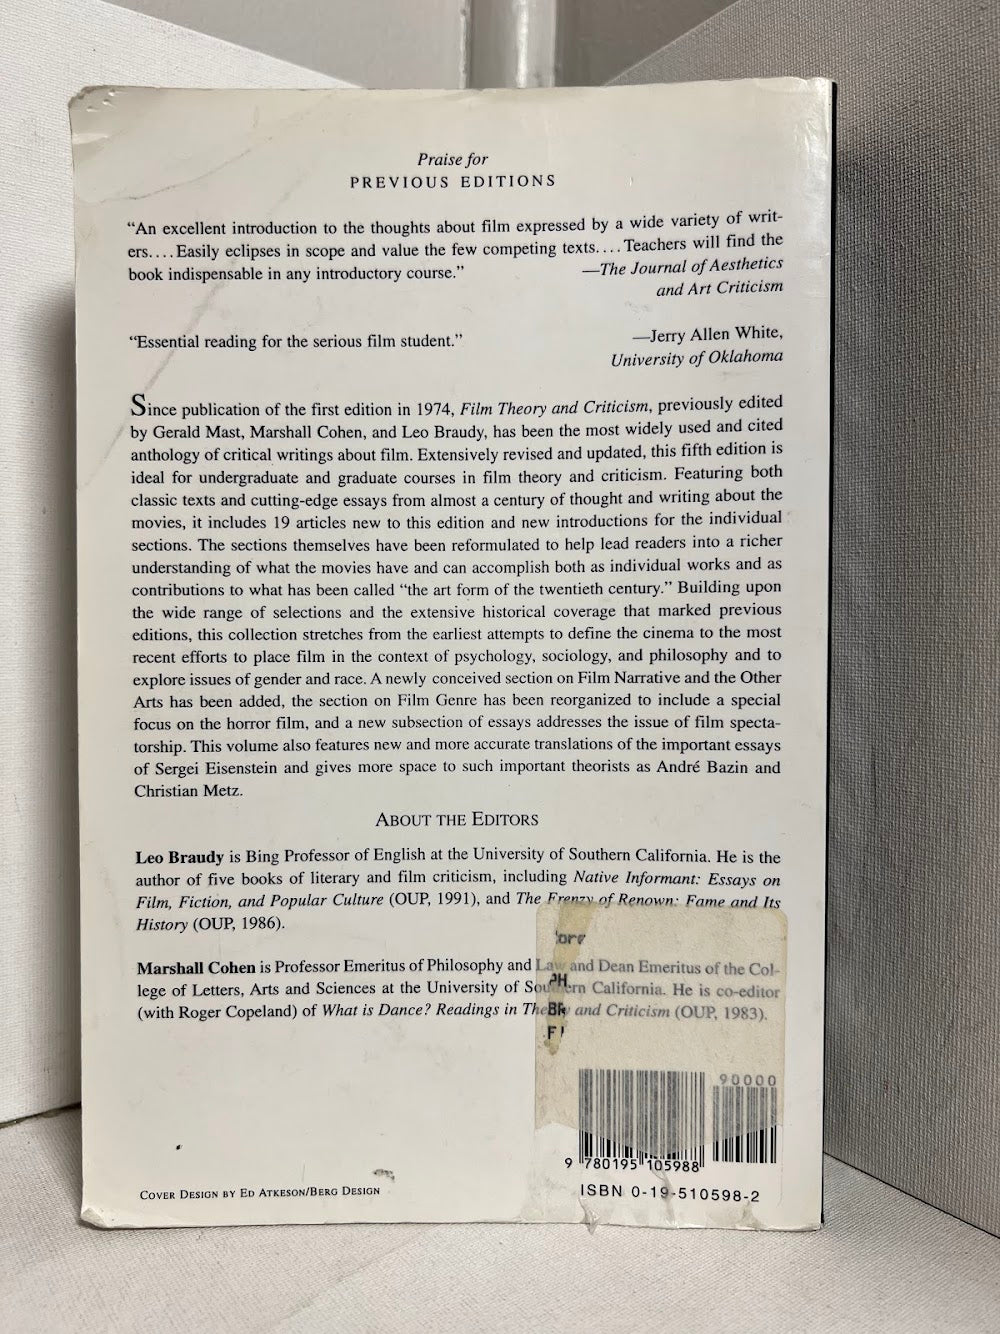 Praise for
PREVIOUS EDITIONS
“An excellent introduction to the thoughts about film expressed by a wide variety of writ-
ers.... Easily eclipses in scope and value the few competing texts.... Teachers will find the
book indispensable in any introductory course.” —The Journal of Aesthetics
and Art Criticism
“Essential reading for the serious film student.” —Jerry Allen White,
University of Oklahoma
Since publication of the first edition in 1974, Film Theory and Criticism, previously edited
by Gerald Mast, Marshall Cohen, and Leo Braudy, has been the most widely used and cited
anthology of critical writings about film. Extensively revised and updated, this fifth edition is
ideal for undergraduate and graduate courses in film theory and criticism. Featuring both
classic texts and cutting-edge essays from almost a century of thought and writing about the
movies, it includes 19 articles new to this edition and new introductions for the individual
sections. The sections themselves have been reformulated to help lead readers into a richer
understanding of what the movies have and can accomplish both as individual works and as
contributions to what has been called “the art form of the twentieth century.” Building upon
the wide range of selections and the extensive historical coverage that marked previous
editions, this collection stretches from the earliest attempts to define the cinema to the most
recent efforts to place film in the context of psychology, sociology, and philosophy and to
explore issues of gender and race. A newly conceived section on Film Narrative and the Other
Arts has been added, the section on Film Genre has been reorganized to include a special
focus on the horror film, and a new subsection of essays addresses the issue of film specta-
torship. This volume also features new and more accurate translations of the important essays
of Sergei Eisenstein and gives more space to such important theorists as André Bazin and
Christian Metz.
ABOUT THE EDITORS
Leo Braudy is Bing Professor of English at the University of Southern California. He is the
author of five books of literary and film criticism, including Native Informant: Essays on
Film, Fiction, and Popular Culture (OUP, 1991), and The Frenzy of Renown: Fame and Its
History (OUP, 1986).
Marshall Cohen is Professor Emeritus of Philosophy and Law and Dean Emeritus of the Col-
lege of Letters, Arts and Sciences at the University of Southern California. He is co-editor
(with Roger Copeland) of What is Dance? Readings in Theory and Criticism (OUP, 1983).
90000
9 780195 105988
ISBN 0-19-510598-2
COVER DESIGN BY ED ATKESON/BERG DESIGN